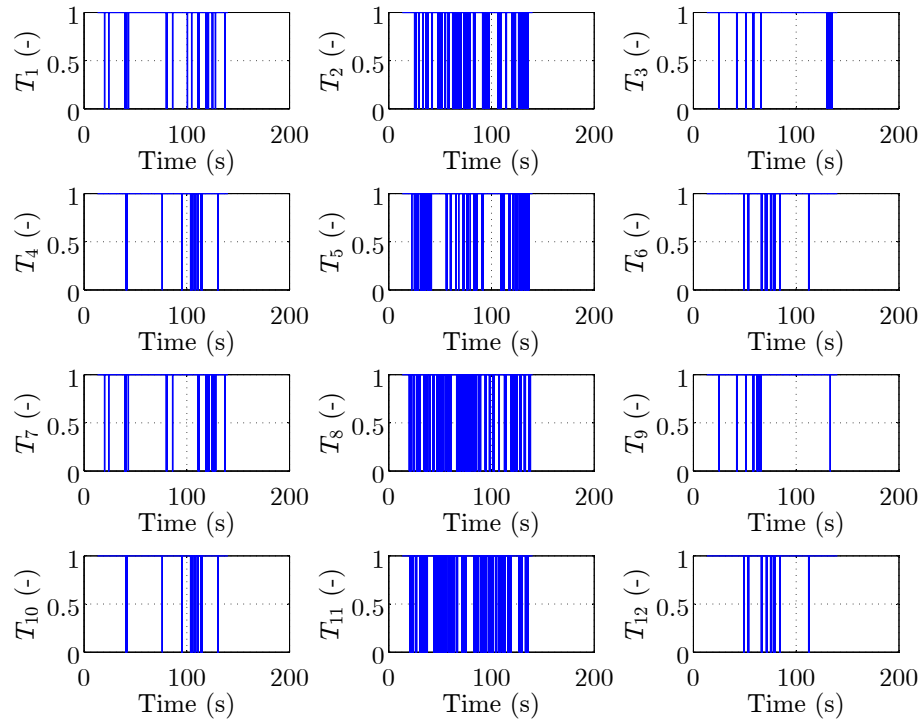 T1 (-) 1 0.5 0 0 100 200 Time (s)
T2 (-) 1 0.5 0 0 100 200 Time (s)
T3 (-) 1 0.5 0 0 100 200 Time (s)
T4 (-) 1 0.5 0 0 100 200 Time (s)
T5 (-) 1 0.5 0 0 100 200 Time (s)
T6 (-) 1 0.5 0 0 100 200 Time (s)
T7 (-) 1 0.5 0 0 100 200 Time (s)
T8 (-) 1 0.5 0 0 100 200 Time (s)
T9 (-) 1 0.5 0 0 100 200 Time (s)
T10 (-) 1 0.5 0 0 100 200 Time (s)
T11 (-) 1 0.5 0 0 100 200 Time (s)
T12 (-) 1 0.5 0 0 100 200 Time (s)